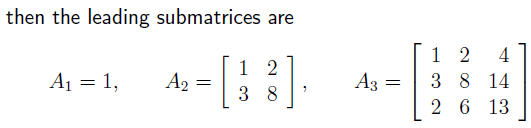 then the leading submatrices are
A₁ = 1, A₂ = [ 1 2 ; 3 8 ], A₃ = [ 1 2 4 ; 3 8 14 ; 2 6 13 ]